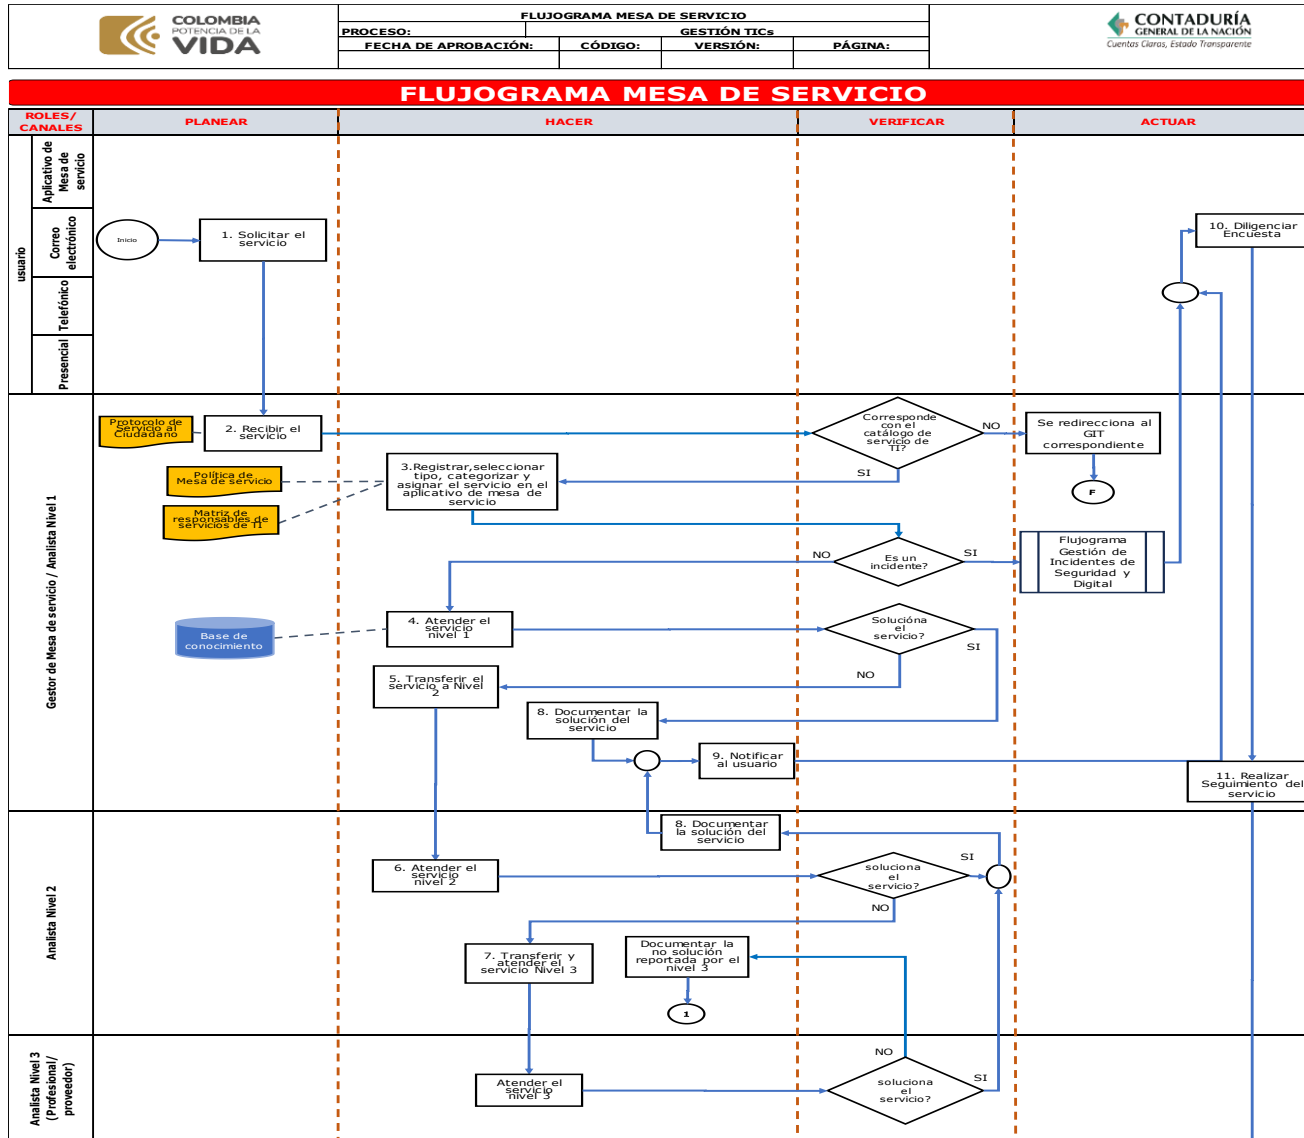 COLOMBIA
POTENCIA DE LA
VIDA
FLUJOGRAMA MESA DE SERVICIO
PROCESO:
GESTIÓN TICs
FECHA DE APROBACIÓN:
CÓDIGO:
VERSIÓN:
PÁGINA:
CONTADURÍA
GENERAL DE LA NACIÓN
Cuentas Claras, Estado Transparente
FLUJOGRAMA MESA DE SERVICIO
ROLES/
CANALES
PLANEAR
HACER
VERIFICAR
ACTUAR
usuario
Aplicativo de
Mesa de
servicio
Correo
electrónico
Telefónico
Presencial
Inicio
1. Solicitar el
servicio
10. Diligenciar
Encuesta
Gestor de Mesa de servicio / Analista Nivel 1
Protocolo de
Servicio al
Ciudadano
2. Recibir el
servicio
Corresponde
con el
catálogo de
servicio de
TI?
NO
SI
Se redirecciona al
GIT
correspondiente
F
Política de
Mesa de servicio
Matriz de
responsables de
servicios de TI
3.Registrar,seleccionar
tipo, categorizar y
asignar el servicio en el
aplicativo de mesa de
servicio
Es un
incidente?
NO
SI
Flujograma
Gestión de
Incidentes de
Seguridad y
Digital
Base de
conocimiento
4. Atender el
servicio
nivel 1
Solucióna
el
servicio?
SI
NO
5. Transferir el
servicio a Nivel
2
8. Documentar la
solución del
servicio
9. Notificar
al usuario
11. Realizar
Seguimiento del
servicio
Analista Nivel 2
8. Documentar
la solución del
servicio
6. Atender el
servicio
nivel 2
soluciona
el
servicio?
SI
NO
7. Transferir y
atender el
servicio Nivel 3
Documentar la
no solución
reportada por el
nivel 3
1
Analista Nivel 3
(Profesional/
proveedor)
Atender el
servicio
nivel 3
soluciona
el
servicio?
NO
SI